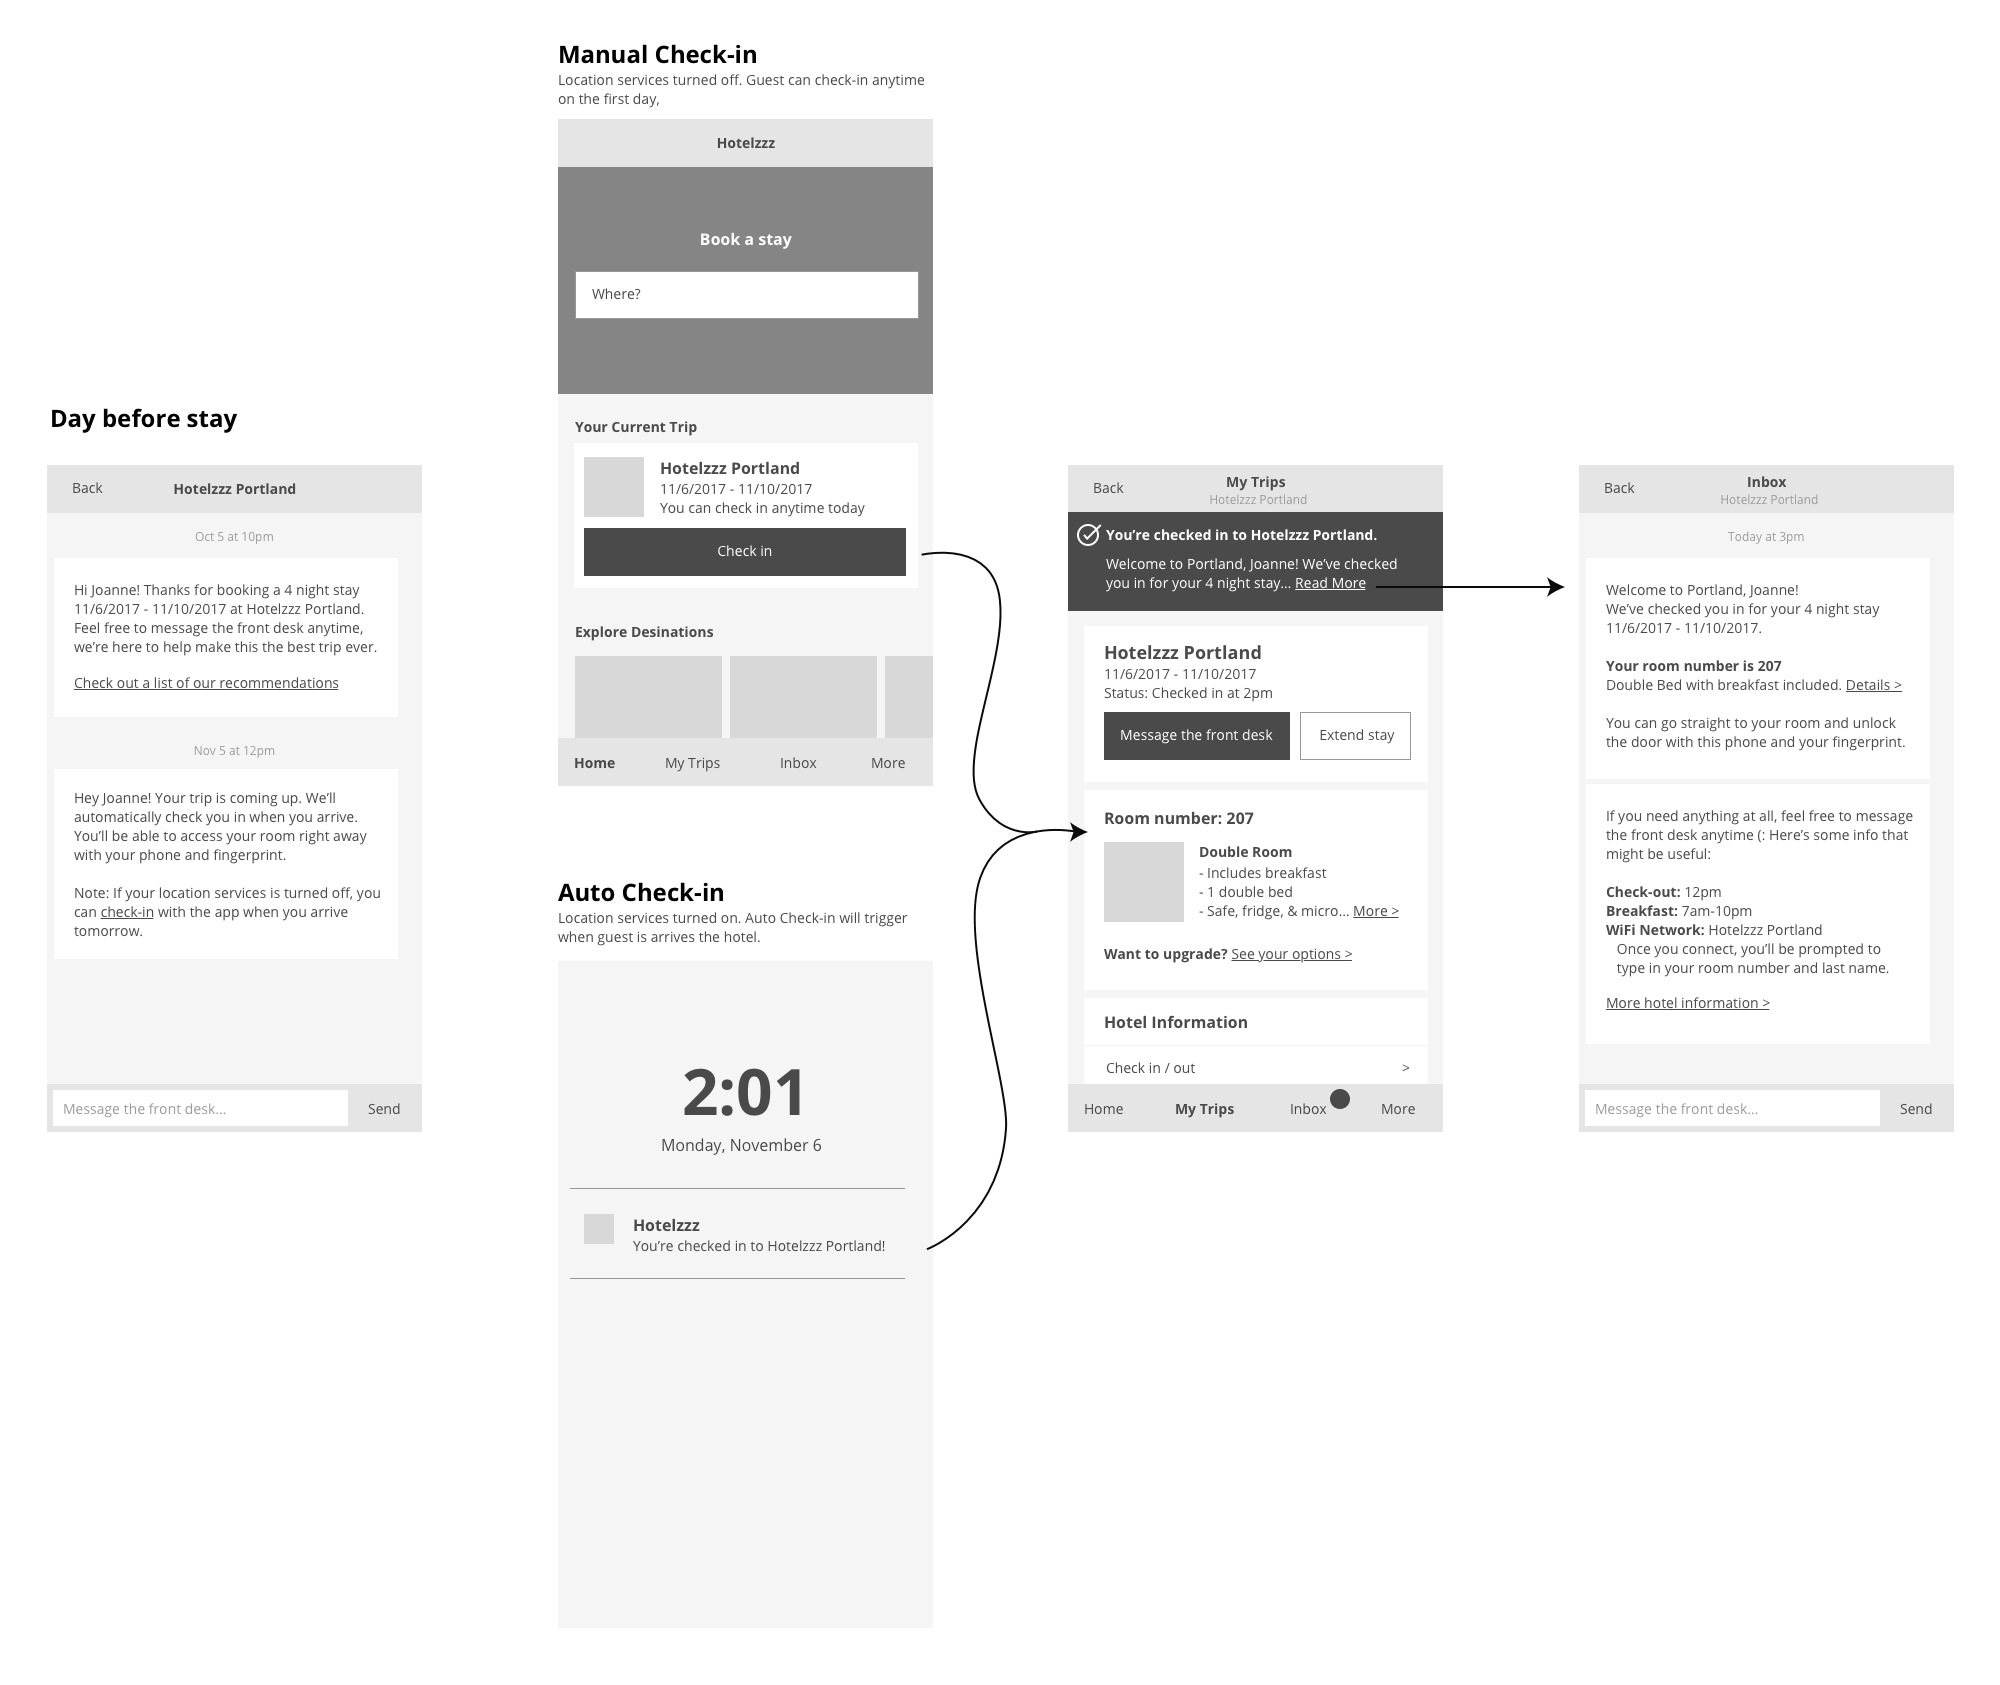 Day before stay
Back
Hotelzzz Portland
Oct 5 at 10pm
Hi Joanne! Thanks for booking a 4 night stay
11/6/2017 - 11/10/2017 at Hotelzzz Portland.
Feel free to message the front desk anytime,
we’re here to help make this the best trip ever.
Check out a list of our recommendations
Nov 5 at 12pm
Hey Joanne! Your trip is coming up. We’ll
automatically check you in when you arrive.
You’ll be able to access your room right away
with your phone and fingerprint.
Note: If your location services is turned off, you
can check-in with the app when you arrive
tomorrow.
Message the front desk...
Send
Manual Check-in
Location services turned off. Guest can check-in anytime
on the first day,
Hotelzzz
Book a stay
Where?
Your Current Trip
Hotelzzz Portland
11/6/2017 - 11/10/2017
You can check in anytime today
Check in
Explore Desinations
Home
My Trips
Inbox
More
Auto Check-in
Location services turned on. Auto Check-in will trigger
when guest is arrives the hotel.
2:01
Monday, November 6
Hotelzzz
You’re checked in to Hotelzzz Portland!
Back
My Trips
Hotelzzz Portland
You’re checked in to Hotelzzz Portland.
Welcome to Portland, Joanne! We’ve checked
you in for your 4 night stay... Read More
Hotelzzz Portland
11/6/2017 - 11/10/2017
Status: Checked in at 2pm
Message the front desk
Extend stay
Room number: 207
Double Room
- Includes breakfast
- 1 double bed
- Safe, fridge, & micro... More >
Want to upgrade? See your options >
Hotel Information
Check in / out >
Home
My Trips
Inbox
More
Back
Inbox
Hotelzzz Portland
Today at 3pm
Welcome to Portland, Joanne!
We’ve checked you in for your 4 night stay
11/6/2017 - 11/10/2017.
Your room number is 207
Double Bed with breakfast included. Details >
You can go straight to your room and unlock
the door with this phone and your fingerprint.
If you need anything at all, feel free to message
the front desk anytime (: Here’s some info that
might be useful:
Check-out: 12pm
Breakfast: 7am-10pm
WiFi Network: Hotelzzz Portland
Once you connect, you’ll be prompted to
type in your room number and last name.
More hotel information >
Message the front desk...
Send